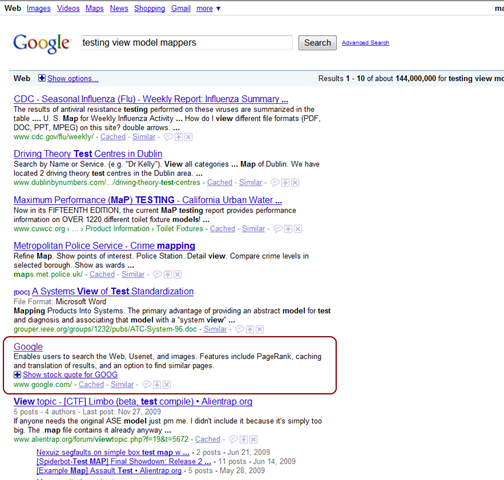 Web Images Videos Maps News Shopping Gmail more ▼
Google testing view model mappers Search Advanced Search
Web Show options... Results 1 - 10 of about 144,000,000 for testing view
CDC - Seasonal Influenza (Flu) - Weekly Report: Influenza Summary ...
The results of antiviral resistance testing performed on these viruses are summarized in the
table .... U. S. Map for Weekly Influenza Activity ... How do I view different file formats (PDF,
DOC, PPT, MPEG) on this site? double arrows. ...
www.cdc.gov/flu/weekly/ - Cached - Similar -
Driving Theory Test Centres in Dublin
Search by Name or Service. (e.g. "Dr Kelly"). View all categories ... Map of Dublin. We have
located 2 driving theory test centres in the Dublin area. ...
www.dublinbynumbers.com/.../driving-theory-test-centres - Cached - Similar -
Maximum Performance (MaP) TESTING - California Urban Water ...
Now in its FIFTEENTH EDITION, the current MaP testing report provides performance
information on OVER 1220 different toilet fixture models! ...
www.cuwcc.org › ... › Product Information › Toilet Fixtures - Cached - Similar -
Metropolitan Police Service - Crime mapping
Refine Map. Show points of interest. Police Station. Detail view. Compare crime levels in
selected borough. Show as wards ...
maps.met.police.uk/ - Cached - Similar -
[DOC] A Systems View of Test Standardization
File Format: Microsoft Word
Mapping Products Into Systems. The primary advantage of providing an abstract model for test
and diagnosis and associating that model with a "system view" ...
grouper.ieee.org/groups/1232/pubs/ATC-System-96.doc - Similar -
Google
Enables users to search the Web, Usenet, and images. Features include PageRank, caching
and translation of results, and an option to find similar pages.
Show stock quote for GOOG
www.google.com/ - Cached - Similar -
View topic - [CTF] Limbo (beta, test compile) • Alientrap.org
5 posts - 4 authors - Last post: Nov 27, 2009
If anyone needs the original ASE model just pm me. I didn't include it because it's simply too
big. The .map file contains it already anyway ...
www.alientrap.org/forum/viewtopic.php?f=19&t=5672 - Cached -
Nexuiz segfaults on simple box test map w ... - 2 posts - Jun 21, 2009
[Spiderbot-Test MAP] Final Showdown: Release 2 ... - 11 posts - Jun 14, 2009
[Example Map] Assault Test • Alientrap.org - 5 posts - May 28, 2009